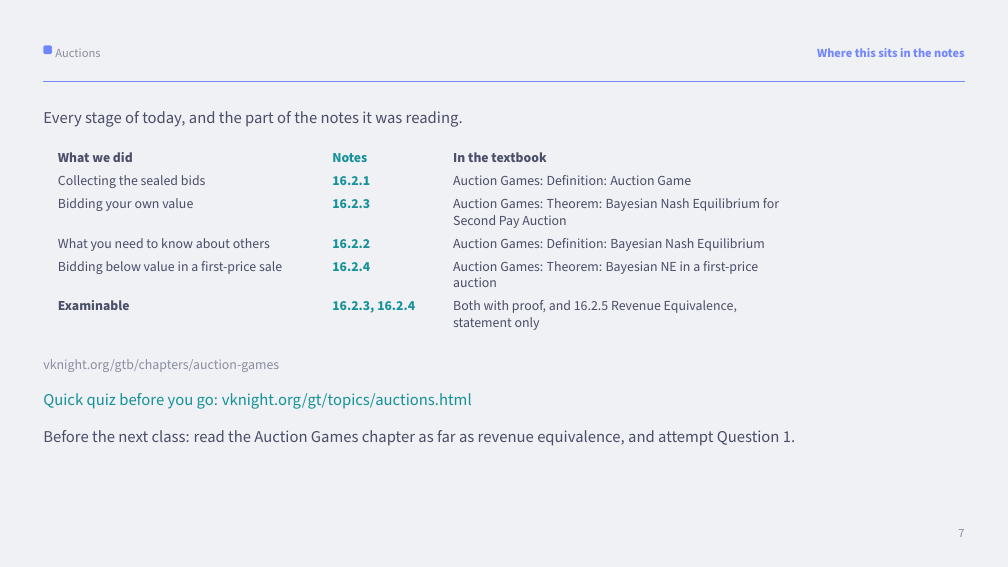 Auctions
Where this sits in the notes
Every stage of today, and the part of the notes it was reading.
What we did Notes In the textbook
Collecting the sealed bids 16.2.1 Auction Games: Definition: Auction Game
Bidding your own value 16.2.3 Auction Games: Theorem: Bayesian Nash Equilibrium for
Second Pay Auction
What you need to know about others 16.2.2 Auction Games: Definition: Bayesian Nash Equilibrium
Bidding below value in a first-price sale 16.2.4 Auction Games: Theorem: Bayesian NE in a first-price
auction
Examinable 16.2.3, 16.2.4 Both with proof, and 16.2.5 Revenue Equivalence,
statement only
vknight.org/gtb/chapters/auction-games
Quick quiz before you go: vknight.org/gt/topics/auctions.html
Before the next class: read the Auction Games chapter as far as revenue equivalence, and attempt Question 1.
7